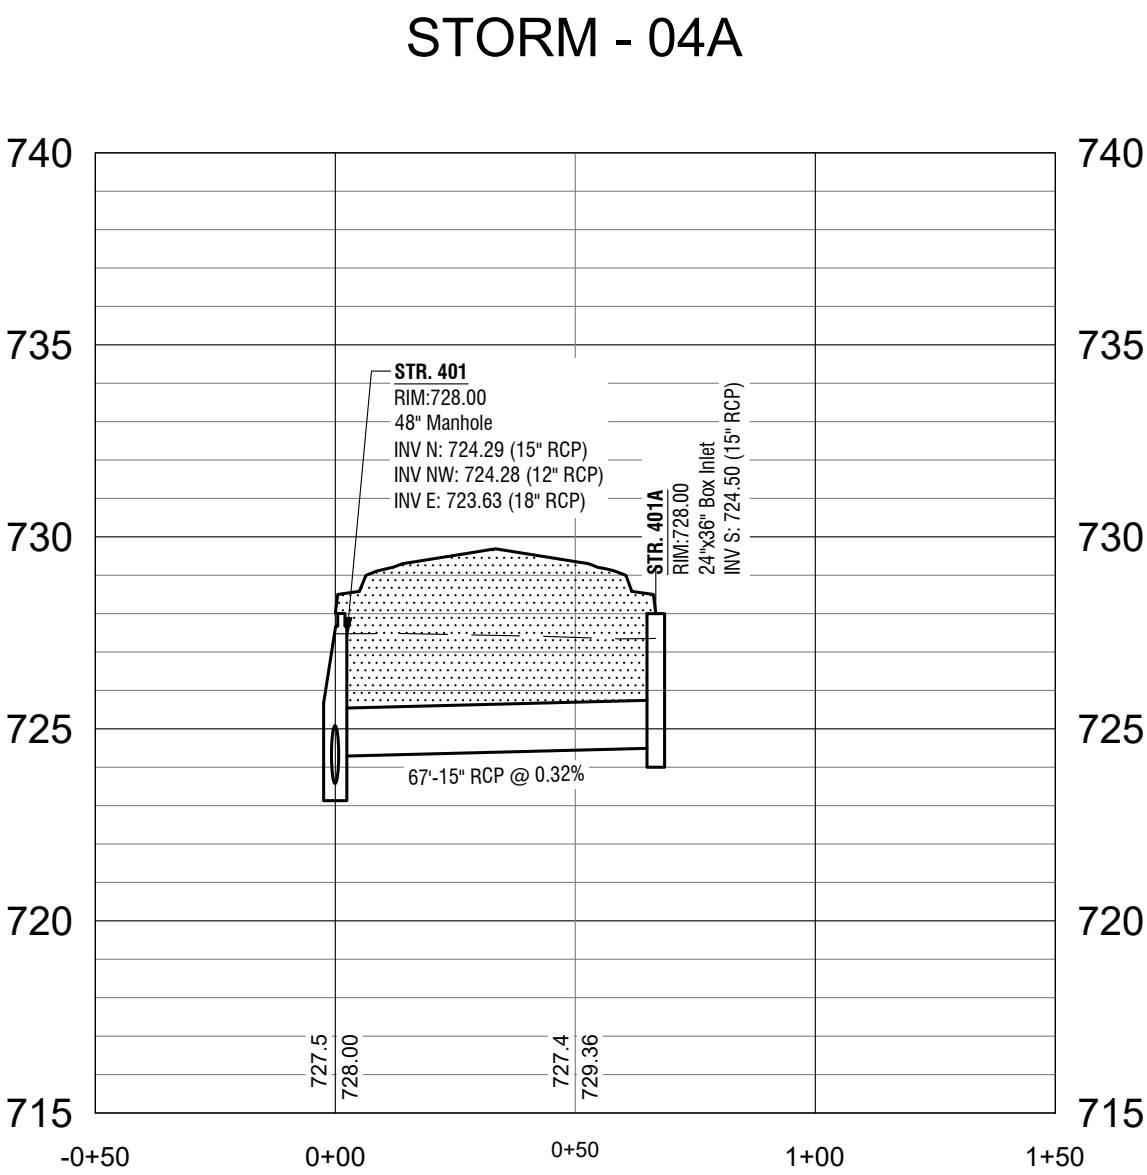 STORM - 04A
740
740
735
735
STR. 401
RIM:728.00
48" Manhole
INV N: 724.29 (15" RCP)
INV NW: 724.28 (12" RCP)
INV E: 723.63 (18" RCP)
STR. 401A
RIM:728.00
24"x36" Box Inlet
INV S: 724.50 (15" RCP)
730
730
725
725
67'-15" RCP @ 0.32%
720
720
727.5
728.00
727.4
729.36
715
715
-0+50
0+00
0+50
1+00
1+50